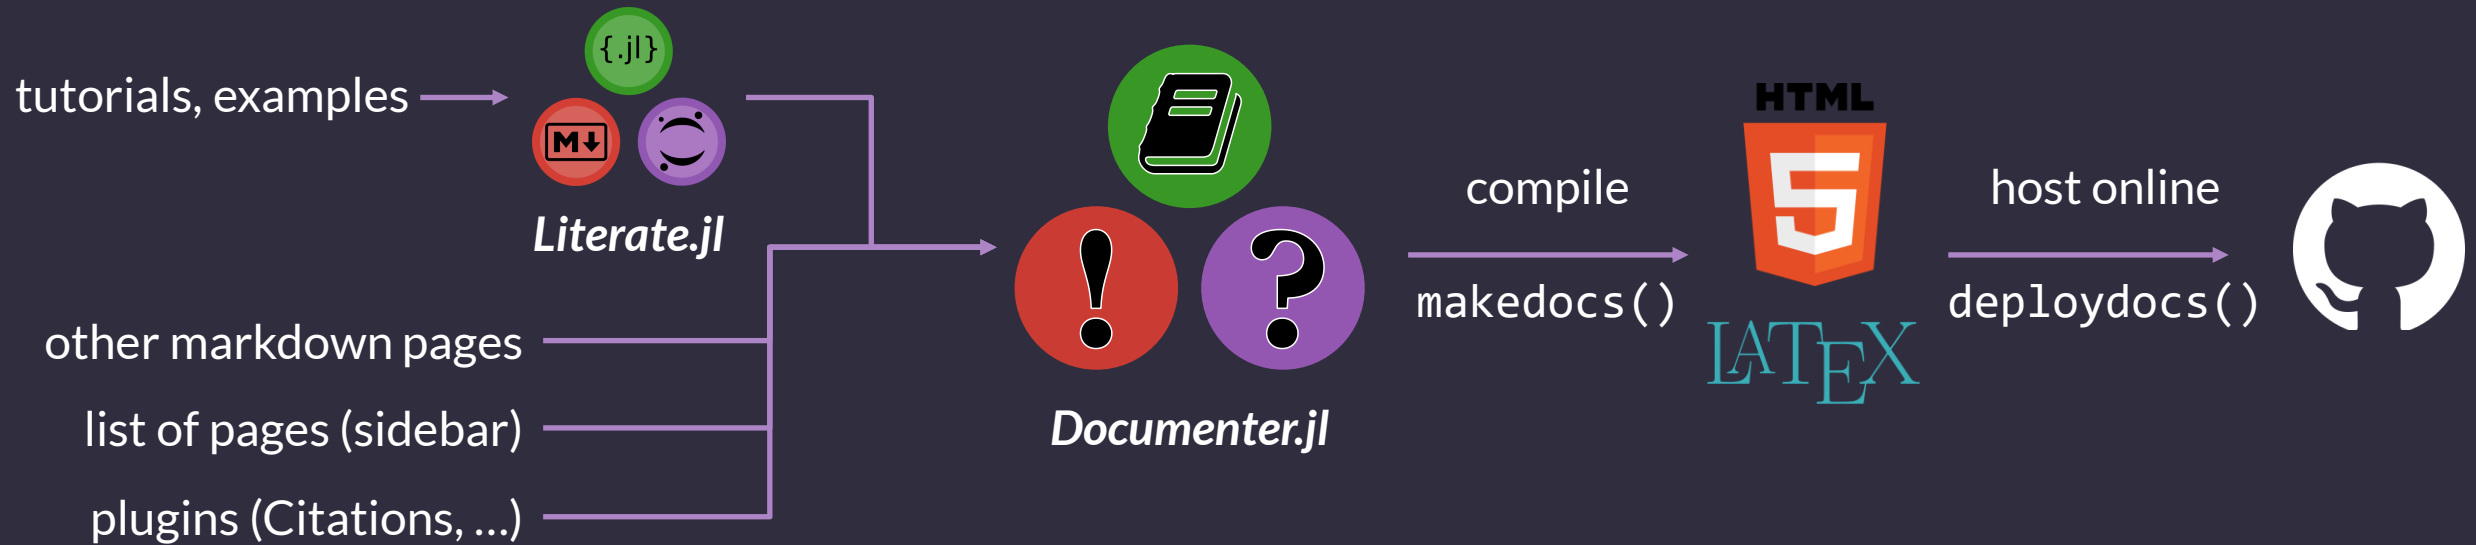 tutorials, examples
{.jl}
M
Literate.jl
other markdown pages
list of pages (sidebar)
plugins (Citations, ...)
!
?
Documenter.jl
compile
makedocs()
HTML
5
LATEX
host online
deploydocs()